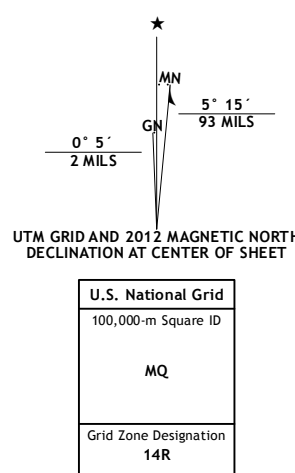 ★
MN
GN
5° 15´
93 MILS
0° 5´
2 MILS
UTM GRID AND 2012 MAGNETIC NORTH
DECLINATION AT CENTER OF SHEET
U.S. National Grid
100,000-m Square ID
MQ
Grid Zone Designation
14R